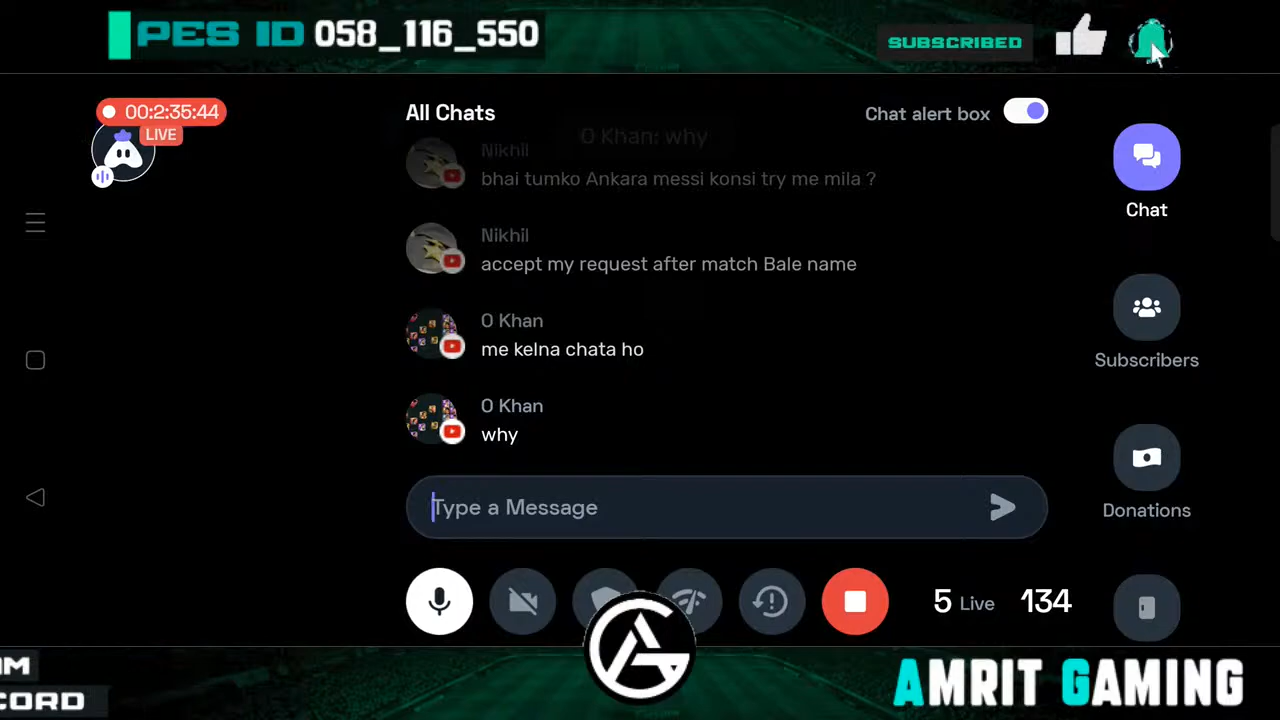 PES ID 058_116_550
SUBSCRIBED
00:2:35:44
LIVE
All Chats
Chat alert box
O Khan: why
Nikhil
bhai tumko Ankara messi konsi try me mila ?
Chat
Nikhil
accept my request after match Bale name
O Khan
me kelna chata ho
Subscribers
O Khan
why
Type a Message
Donations
5 Live 134
AMRIT GAMING